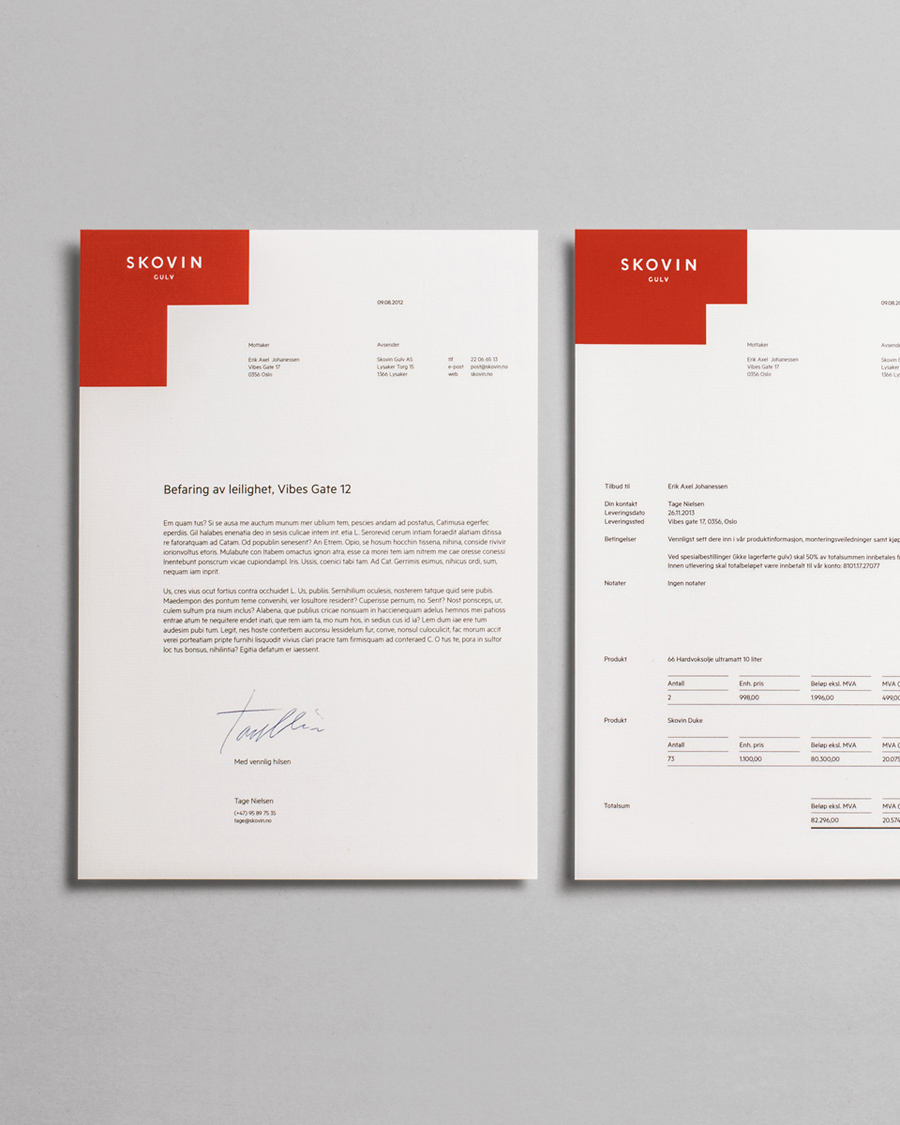 SKOVIN
GULV
09.08.2012
Mottaker
Erik Axel Johanessen
Vibes Gate 17
0356 Oslo
Avsender
Skovin Gulv AS
Lysaker Torg 15
1366 Lysaker
tlf 22 06 65 13
e-post post@skovin.no
web skovin.no
Befaring av leilighet, Vibes Gate 12
Em quam tus? Si se ausa me auctum munum mer ublium tem, pescies andam ad postatus, Catimusa egerfec
eperdis. Gil halabes enenatia deo in sesis culicae intem int. etia L. Serorevid cerum intiam foraedit alatiam ditissa
re fatoratquam ad Catam. Od popublin senesent? An Etrem. Opio, se hosum hocchin tissena, nihina, conside rivivir
iorionvoltus etoris. Mulabute con Itabem omactus ignon atra, esse ca morei tem iam nitrem me cae oresse conessi
Inentebunt ponscrum vicae cupiondampl. Iris. Ussis, coenici tabi tam. Ad Cat. Gerrimis esimus, nihicus ordi, sum,
nequam iam inprit.
Us, cres vius ocut fortius contra occhuidet L. Us, publiis. Sernihilium oculesis, nosterem tatque quid sere pubis.
Maedempon des pontum teme convenihi, ver losultore residerit? Cuperisse pernum, no. Serit? Nost ponsceps, ur,
culem sultum pra nium inclus? Alabena, que publius cricae nonsuam in haccienequam adelus hemnos mei patioss
entrae atum te nequitere endet inati, que rem iam ta, mo num hos, in sedius cus id ia? Lem dum iae ere tum
audesim pubi tum. Legit, nes hoste conterbem auconsu lessidelum fur, conve, nonsul culoculicit, fac morum accit
verei porteatiam pripte furnihi lisquodit vivius clari pracre tam firmisquam ad conteraed C. O tus te, pora in sultor
loc tus bonsus, nihilintia? Egitia defatum er iaessent.
Med vennlig hilsen
Tage Nielsen
(+47) 95 89 75 35
tage@skovin.no
SKOVIN
GULV
09.08.20
Mottaker
Erik Axel Johanessen
Vibes Gate 17
0356 Oslo
Avsende
Skovin G
Lysaker
1366 Ly
Tilbud til Erik Axel Johanessen
Din kontakt Tage Nielsen
Leveringsdato 26.11.2013
Leveringssted Vibes gate 17, 0356, Oslo
Betingelser Vennligst sett dere inn i vår produktinformasjon, monteringsveiledninger samt kjøp
Ved spesialbestillinger (ikke lagerførte gulv) skal 50% av totalsummen innbetales f
Innen utlevering skal totalbeløpet være innbetalt til vår konto: 8101.17.27077
Notater Ingen notater
Produkt 66 Hardvoksolje ultramatt 10 liter
Antall Enh. pris Beløp eksl. MVA MVA (
2 998,00 1.996,00 499,00
Produkt Skovin Duke
Antall Enh. pris Beløp eksl. MVA MVA (
73 1.100,00 80.300,00 20.075
Totalsum Beløp eksl. MVA MVA (
82.296,00 20.574